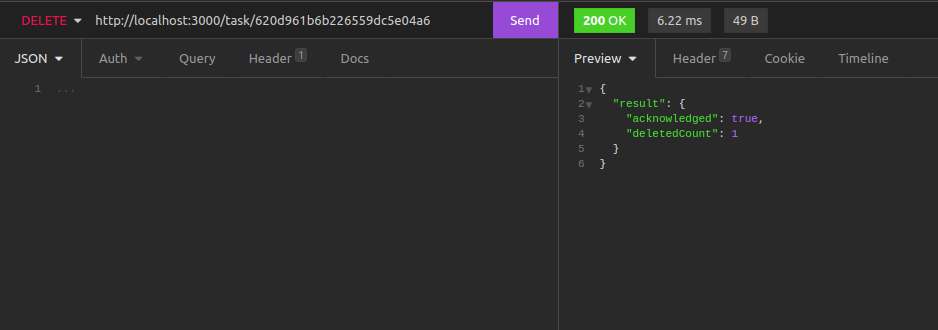 DELETE http://localhost:3000/task/620d961b6b226559dc5e04a6 Send 200 OK 6.22 ms 49 B
JSON Auth Query Header 1 Docs Preview Header 7 Cookie Timeline
1 ...
1 {
2 "result": {
3 "acknowledged": true,
4 "deletedCount": 1
5 }
6 }